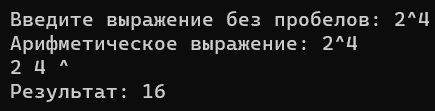 Введите выражение без пробелов: 2^4
Арифметическое выражение: 2^4
2 4 ^
Результат: 16